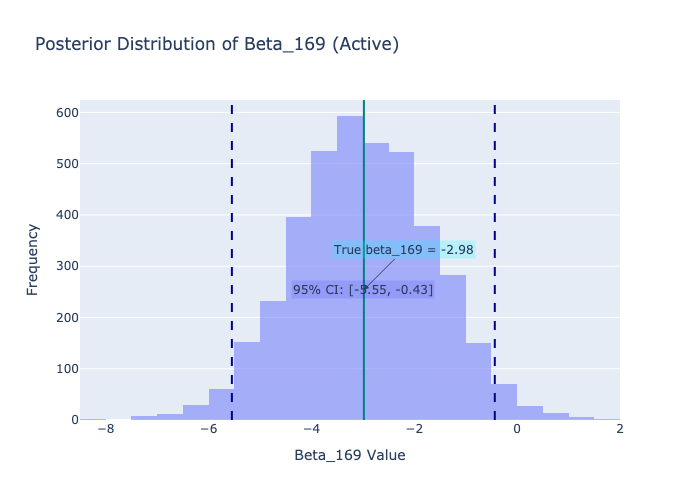 Posterior Distribution of Beta_169 (Active)
600
500
400
300
200
100
0
Frequency
True beta_169 = -2.98
95% CI: [-5.55, -0.43]
−8
−6
−4
−2
0
2
Beta_169 Value